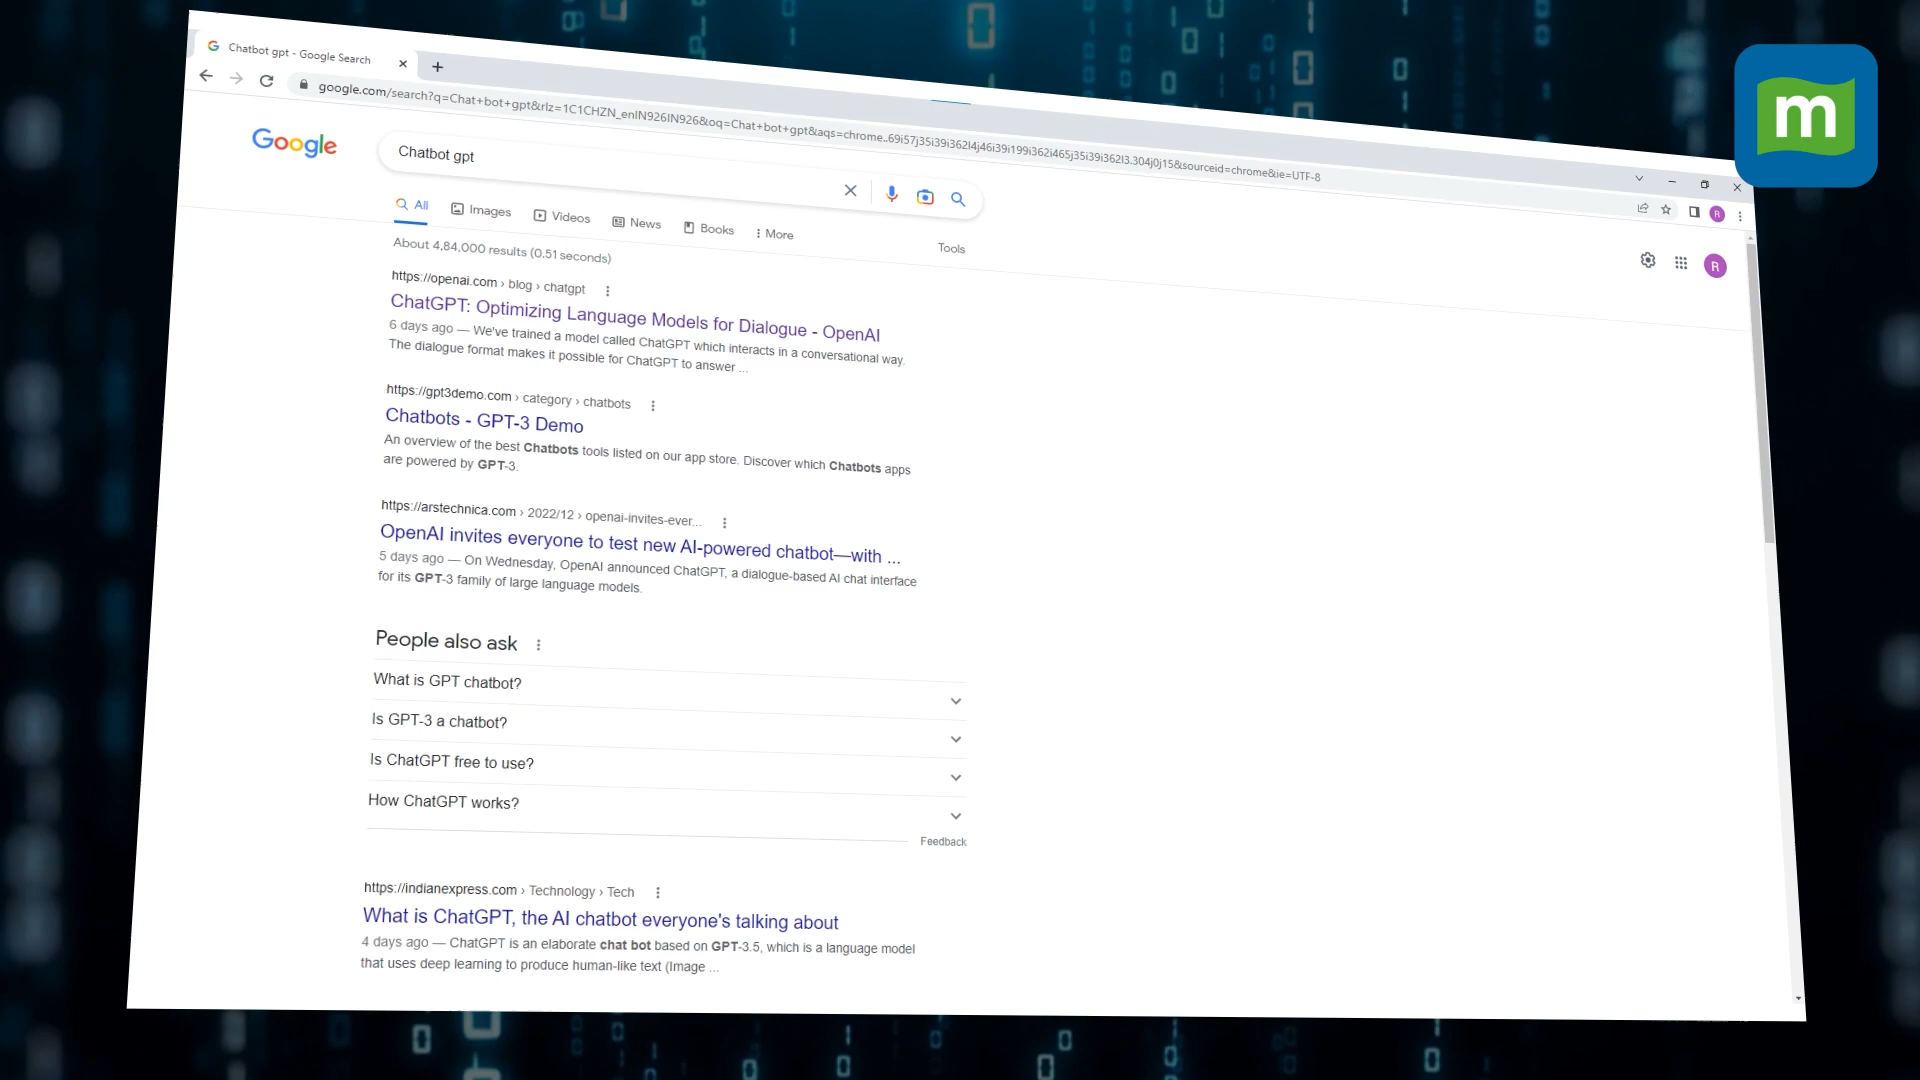 Chatbot gpt - Google Search
google.com/search?q=Chat+bot+gpt&rlz=1C1CHZN_enIN926IN926&oq=Chat+bot+gpt&aqs=chrome..69i57j35i39i362l4j46i39i199i362i465j35i39i362l3.304j0j15&sourceid=chrome&ie=UTF-8
m
R
Google
Chatbot gpt
All Images Videos News Books More Tools
R
About 4,84,000 results (0.51 seconds)
https://openai.com › blog › chatgpt
ChatGPT: Optimizing Language Models for Dialogue - OpenAI
6 days ago — We've trained a model called ChatGPT which interacts in a conversational way.
The dialogue format makes it possible for ChatGPT to answer ...
https://gpt3demo.com › category › chatbots
Chatbots - GPT-3 Demo
An overview of the best Chatbots tools listed on our app store. Discover which Chatbots apps
are powered by GPT-3.
https://arstechnica.com › 2022/12 › openai-invites-ever...
OpenAI invites everyone to test new AI-powered chatbot—with ...
5 days ago — On Wednesday, OpenAI announced ChatGPT, a dialogue-based AI chat interface
for its GPT-3 family of large language models.
People also ask
What is GPT chatbot?
Is GPT-3 a chatbot?
Is ChatGPT free to use?
How ChatGPT works?
Feedback
https://indianexpress.com › Technology › Tech
What is ChatGPT, the AI chatbot everyone's talking about
4 days ago — ChatGPT is an elaborate chat bot based on GPT-3.5, which is a language model
that uses deep learning to produce human-like text (Image ...